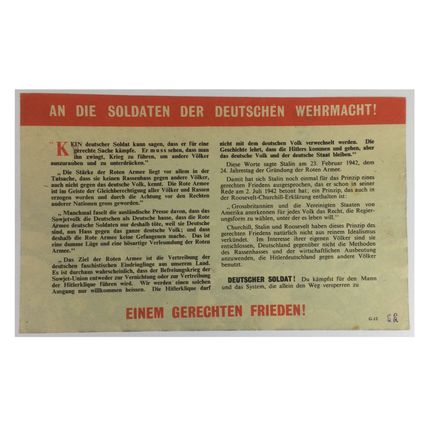 AN DIE SOLDATEN DER DEUTSCHEN WEHRMACHT!
KEIN deutscher Soldat kann sagen, dass er für eine
gerechte Sache kämpfe. Er muss sehen, dass man
ihn zwingt, Krieg zu führen, um andere Völker
auszurauben und zu unterdrücken."
„ Die Stärke der Roten Armee liegt vor allem in der
Tatsache, dass sie keinen Rassenhass gegen andere Völker,
auch nicht gegen das deutsche Volk, kennt. Die Rote Armee
ist im Geiste der Gleichberechtigung aller Völker und Rassen
erzogen worden und durch die Achtung vor den Rechten
anderer Nationen gross geworden."
„ Manchmal faselt die ausländische Presse davon, dass das
Sowjetvolk die Deutschen als Deutsche hasse, dass die Rote
Armee deutsche Soldaten nur deshalb töte, weil sie Deutsche
sind, aus Hass gegen das ganze deutsche Volk; und dass
deshalb die Rote Armee keine Gefangenen mache. Das ist
eine dumme Lüge und eine bösartige Verleumdung der Roten
Armee."
„ Das Ziel der Roten Armee ist die Vertreibung der
deutschen faschistischen Eindringlinge aus unserem Land.
Es ist durchaus wahrscheinlich, dass der Befreiungskrieg der
Sowjet-Union entweder zur Vertreibung oder zur Vernichtung
der Hitlerklique führen wird. Wir werden einen solchen
Ausgang nur willkommen heissen. Die Hitlerklique darf
nicht mit dem deutschen Volk verwechselt werden. Die
Geschichte lehrt, dass die Hitlers kommen und gehen, aber
das deutsche Volk und der deutsche Staat bleiben."
Diese Worte sagte Stalin am 23. Februar 1942, dem
24. Jahrestag der Gründung der Roten Armee.
Damit hat sich Stalin noch einmal für das Prinzip eines
gerechten Friedens ausgesprochen, das er schon in seiner
Rede am 2. Juli 1942 betont hat; ein Prinzip, das auch in
der Roosevelt-Churchill-Erklärung enthalten ist:
„ Grossbritannien und die Vereinigten Staaten von
Amerika anerkennen für jedes Volk das Recht, die Regier-
ungsform zu wählen, unter der es leben will."
Churchill, Stalin und Roosevelt haben dieses Prinzip des
gerechten Friedens natürlich nicht aus reinem Idealismus
verkündet. Im Interesse ihrer eigenen Völker sind sie
entschlossen, Deutschland gegenüber nicht die Methoden
des Rassenhasses und der wirtschaftlichen Ausbeutung
anzuwenden, die Hitlerdeutschland gegen andere Völker
benutzt.
DEUTSCHER SOLDAT! Du kämpfst für den Mann
und das System, die allein den Weg versperren zu
EINEM GERECHTEN FRIEDEN!